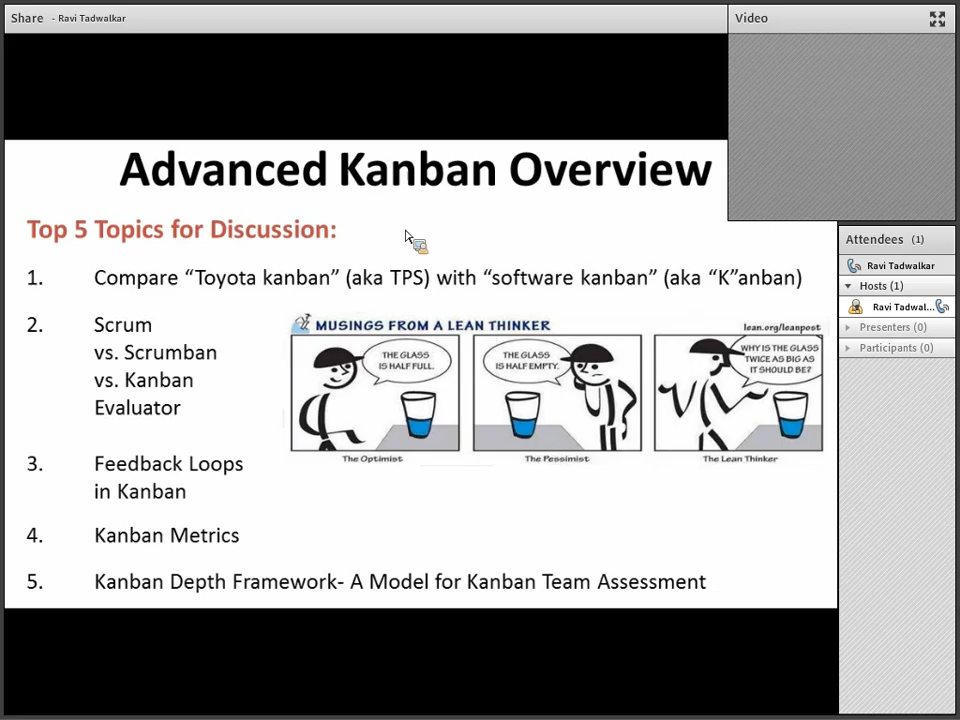 Share - Ravi Tadwalkar
Video
Advanced Kanban Overview
Top 5 Topics for Discussion:
1. Compare “Toyota kanban” (aka TPS) with “software kanban” (aka “K”anban)
2. Scrum
vs. Scrumban
vs. Kanban
Evaluator
MUSINGS FROM A LEAN THINKER
lean.org/leanpost
THE GLASS
IS HALF FULL.
THE GLASS
IS HALF EMPTY.
WHY IS THE GLASS
TWICE AS BIG AS
IT SHOULD BE?
The Optimist
The Pessimist
The Lean Thinker
3. Feedback Loops
in Kanban
4. Kanban Metrics
5. Kanban Depth Framework- A Model for Kanban Team Assessment
Attendees (1)
Ravi Tadwalkar
Hosts (1)
Ravi Tadwal...
Presenters (0)
Participants (0)